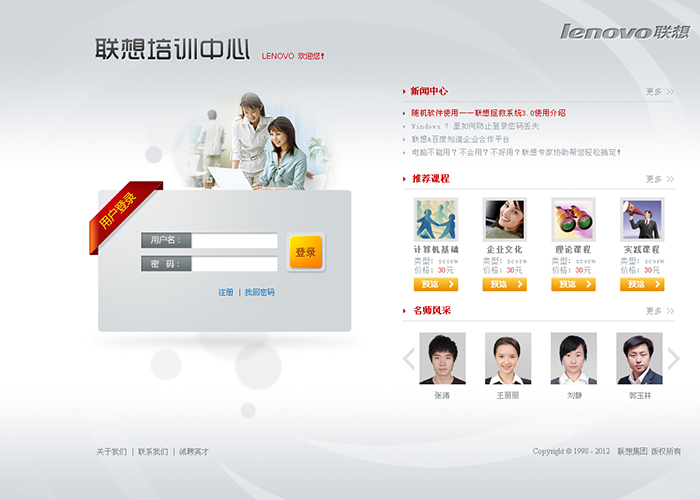 lenovo联想
联想培训中心 LENOVO 欢迎您!
用户登录
用户名：
密 码：
登录
注册 | 找回密码
新闻中心 更多 >>
随机软件使用——联想拯救系统3.0使用介绍
Windows 7 里如何防止登录密码丢失
联想&百度知道企业合作平台
电脑不能用？不会用？不好用？联想专家协助帮您轻松搞定!
推荐课程 更多 >>
计算机基础 企业文化 理论课程 实践课程
类型: scorm 类型: scorm 类型: scorm 类型: scorm
价格: 30元 价格: 30元 价格: 30元 价格: 30元
预览 预览 预览 预览
名师风采 更多 >>
张涛 王丽丽 刘静 郭玉林
关于我们 | 联系我们 | 诚聘英才
Copyright © 1998 - 2012 联想集团 版权所有